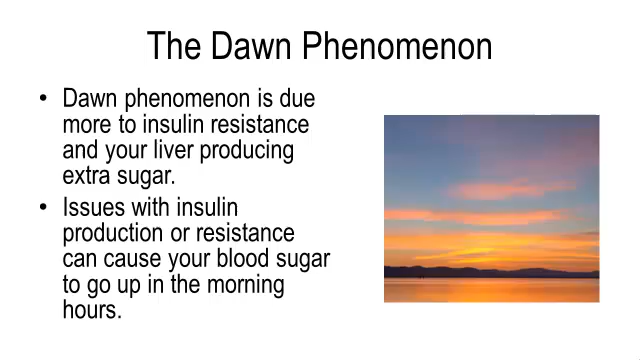 The Dawn Phenomenon
• Dawn phenomenon is due
more to insulin resistance
and your liver producing
extra sugar.
• Issues with insulin
production or resistance
can cause your blood sugar
to go up in the morning
hours.